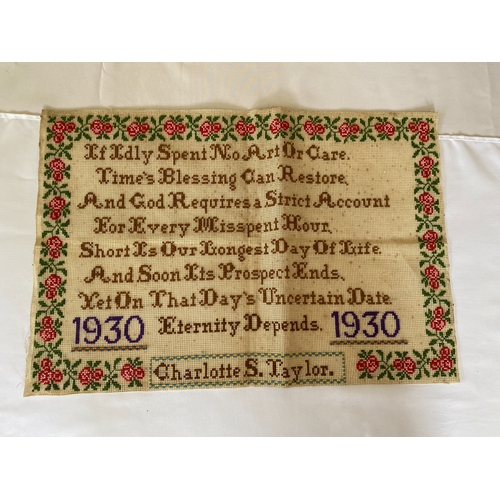 If Idly Spent No Art Or Care.
Time's Blessing Can Restore.
And God Requires a Strict Account
For Every Misspent Hour.
Short Is Our Longest Day Of Life.
And Soon Its Prospect Ends.
Yet On That Day's Uncertain Date
1930 Eternity Depends. 1930
Charlotte S. Taylor.